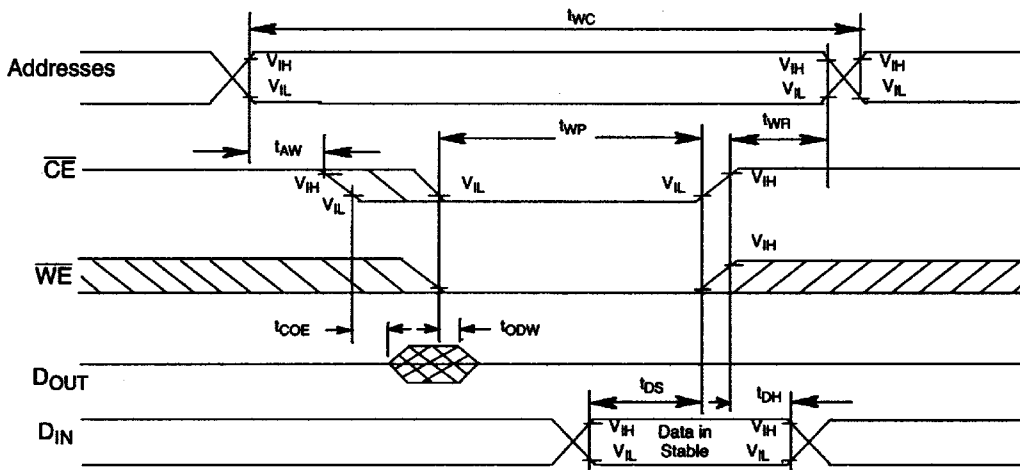 tWC
Addresses
VIH
VIH
VIH
VIL
VIL
VIL
tAW
tWP
tWR
CE
VIH
VIL
VIL
VIL
VIH
WE
VIH
tCOE
tODW
DOUT
tDS
tDH
DIN
VIH
Data in
VIH
VIL
Stable
VIL